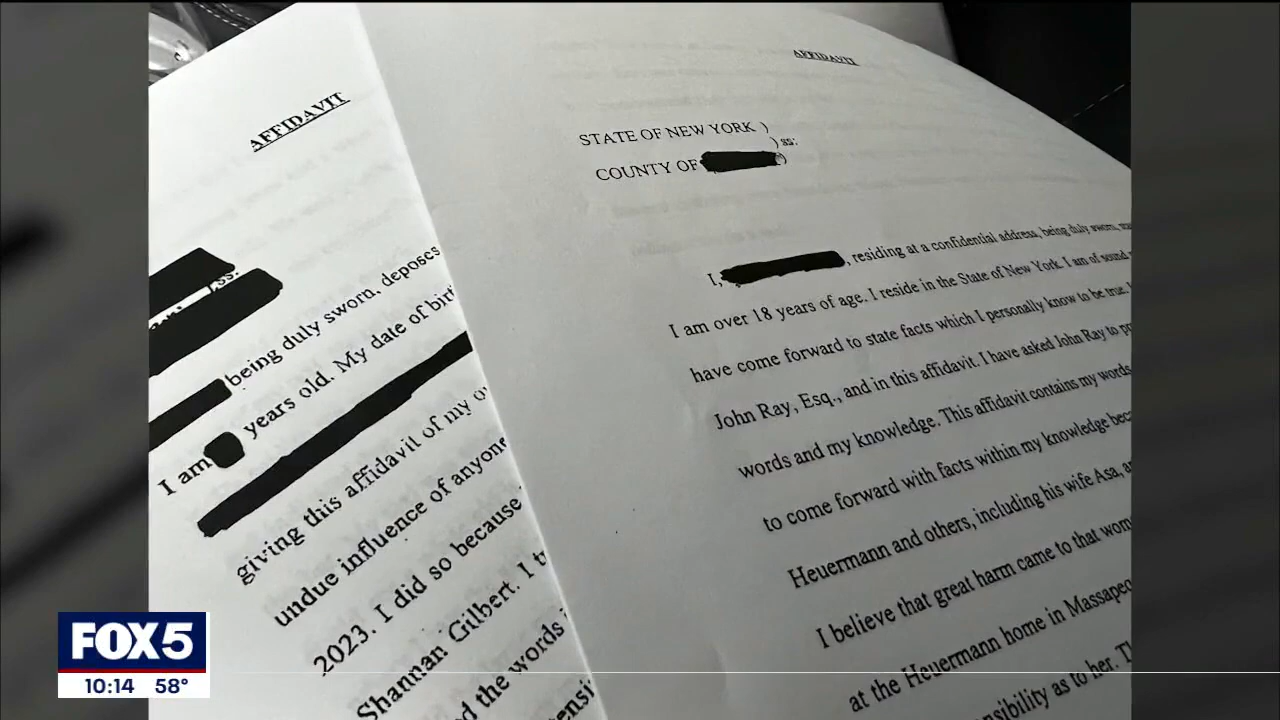 AFFIDAVIT
ss:
being duly sworn, deposes
I am years old. My date of birth
giving this affidavit of my
undue influence of anyone
2023. I did so because
Shannan Gilbert. I
the words
AFFIDAVIT
STATE OF NEW YORK )
) ss:
COUNTY OF )
I, , residing at a confidential address, being duly sworn,
I am over 18 years of age. I reside in the State of New York. I am of sound
have come forward to state facts which I personally know to be true.
John Ray, Esq., and in this affidavit. I have asked John Ray to
words and my knowledge. This affidavit contains my words
to come forward with facts within my knowledge
Heuermann and others, including his wife Asa,
I believe that great harm came to that
at the Heuermann home in
as to her.
FOX 5
10:14 58°